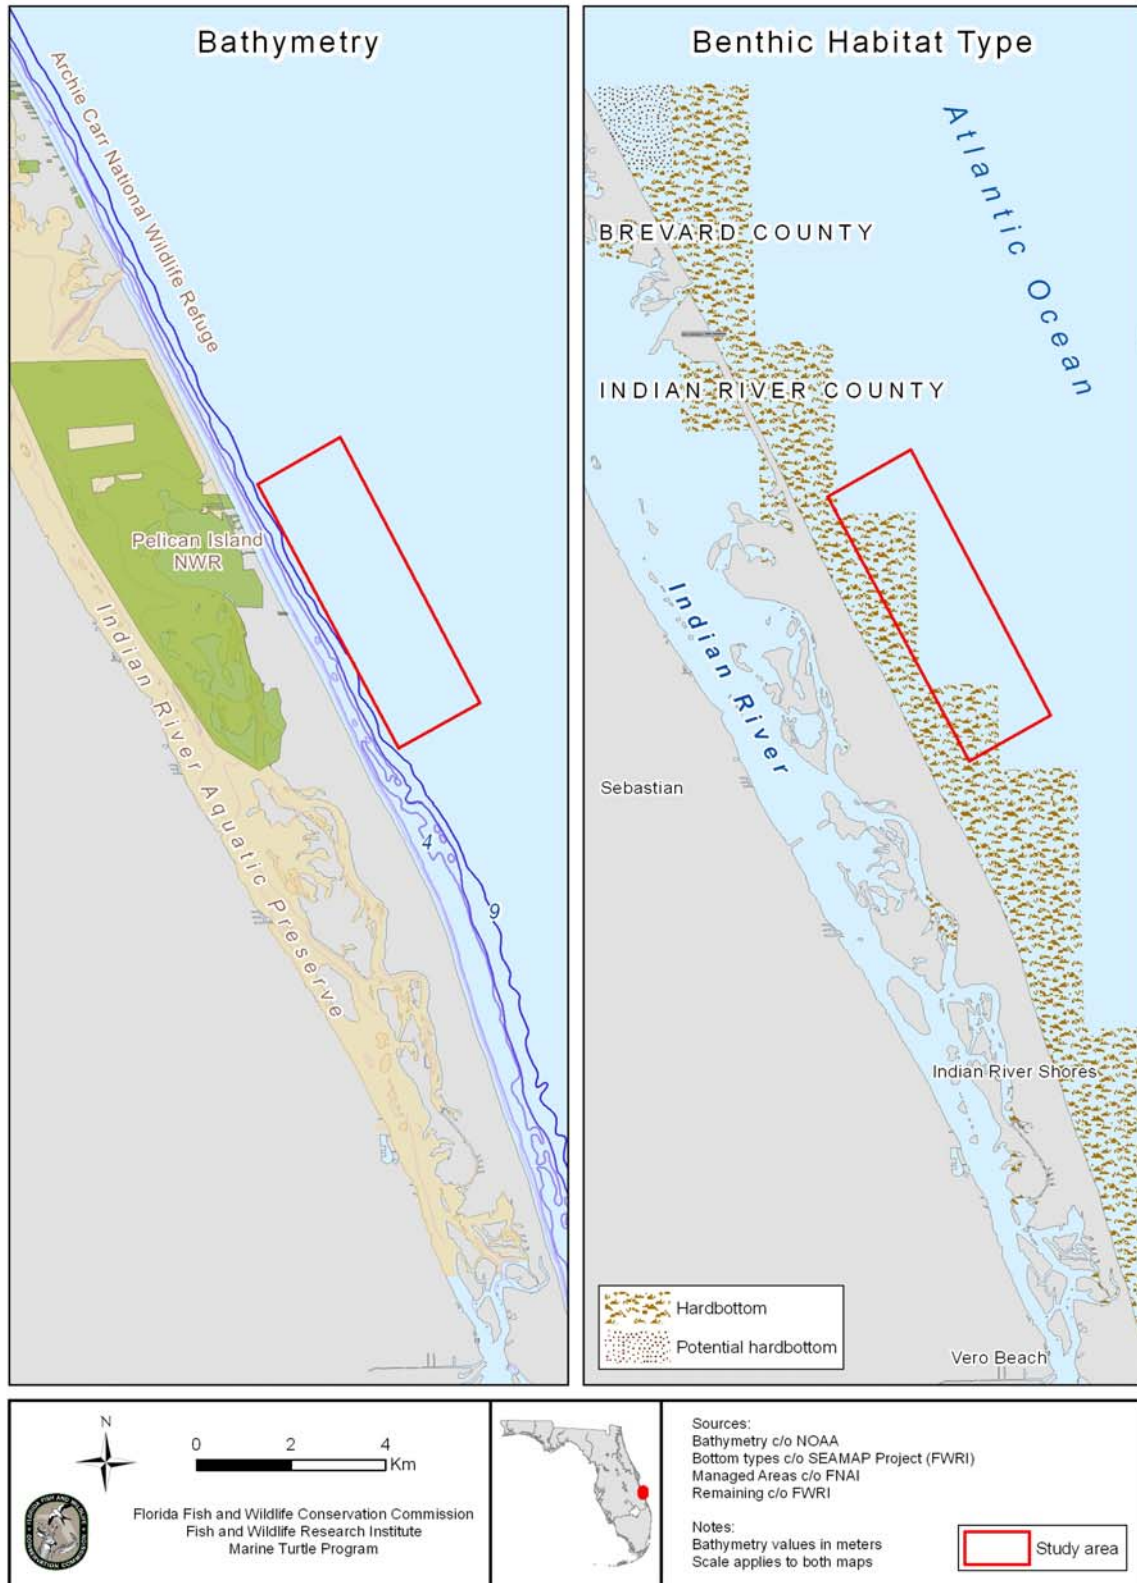 Bathymetry
Archie Carr National Wildlife Refuge
Pelican Island
NWR
Indian River Aquatic Preserve
4
9
Benthic Habitat Type
Atlantic Ocean
BREVARD COUNTY
INDIAN RIVER COUNTY
Indian River
Sebastian
Indian River Shores
Vero Beach
Hardbottom
Potential hardbottom
N
0 2 4
Km
Florida Fish and Wildlife Conservation Commission
Fish and Wildlife Research Institute
Marine Turtle Program
Sources:
Bathymetry c/o NOAA
Bottom types c/o SEAMAP Project (FWRI)
Managed Areas c/o FNAI
Remaining c/o FWRI
Notes:
Bathymetry values in meters
Scale applies to both maps
Study area